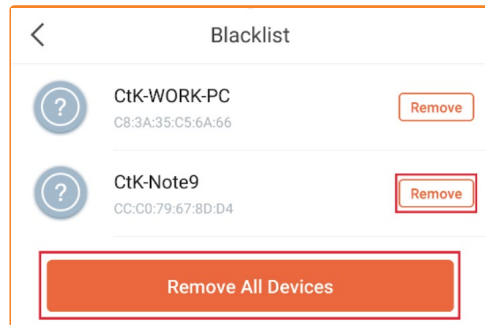 Blacklist
?
CtK-WORK-PC
Remove
C8:3A:35:C5:6A:66
?
CtK-Note9
Remove
CC:C0:79:67:8D:D4
Remove All Devices